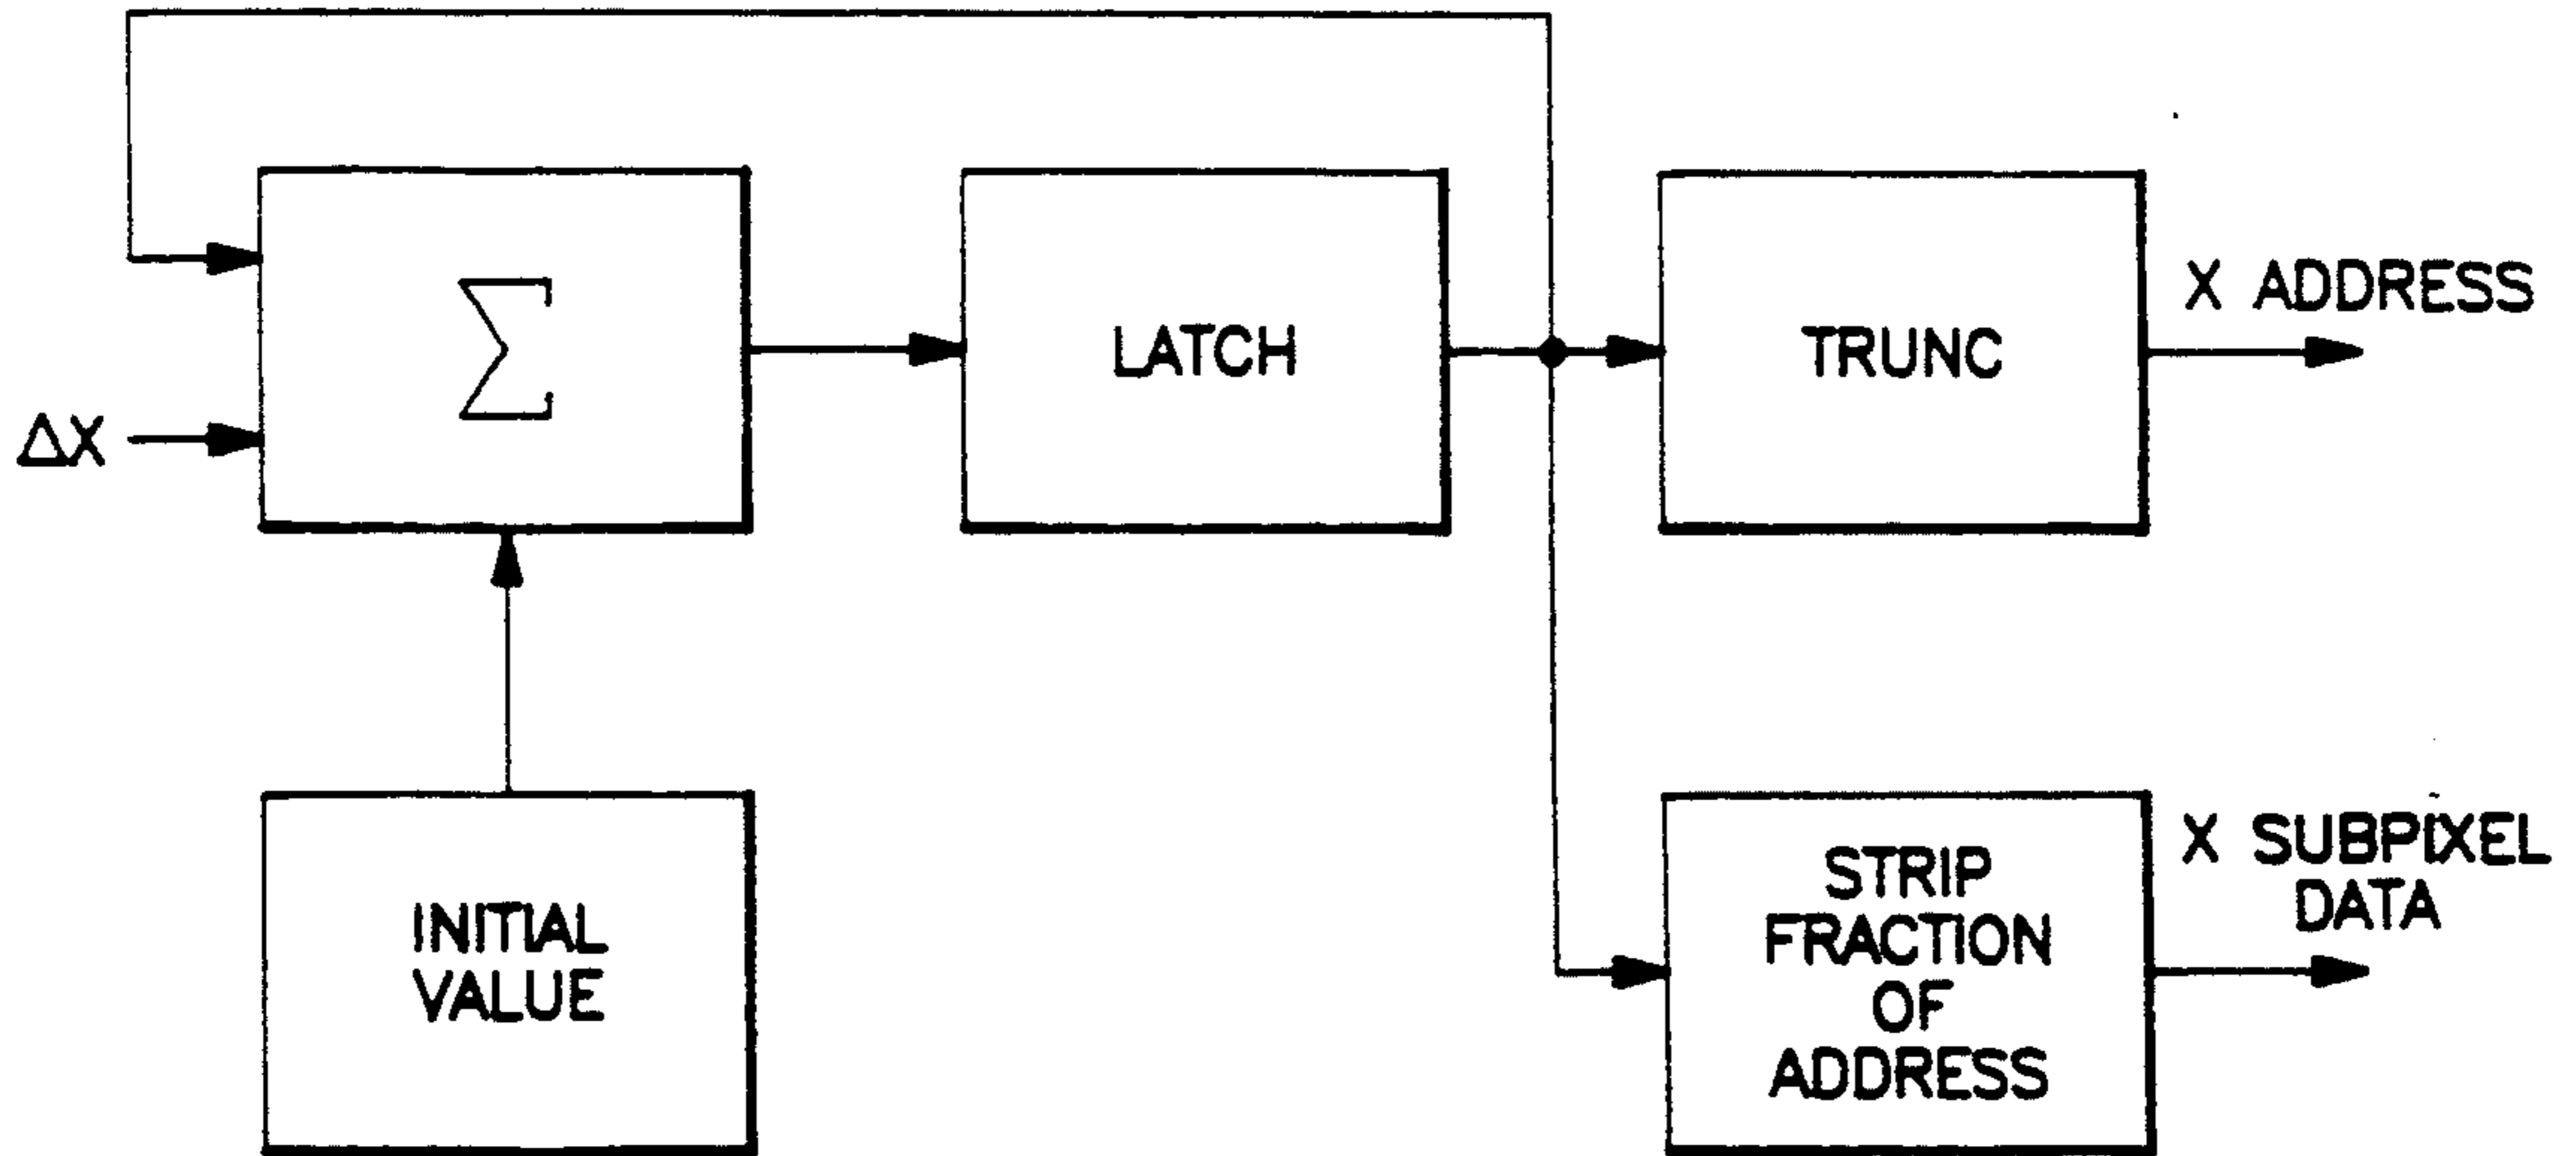 Σ
LATCH
TRUNC
X ADDRESS
ΔX
INITIAL
VALUE
STRIP
FRACTION
OF
ADDRESS
X SUBPIXEL
DATA